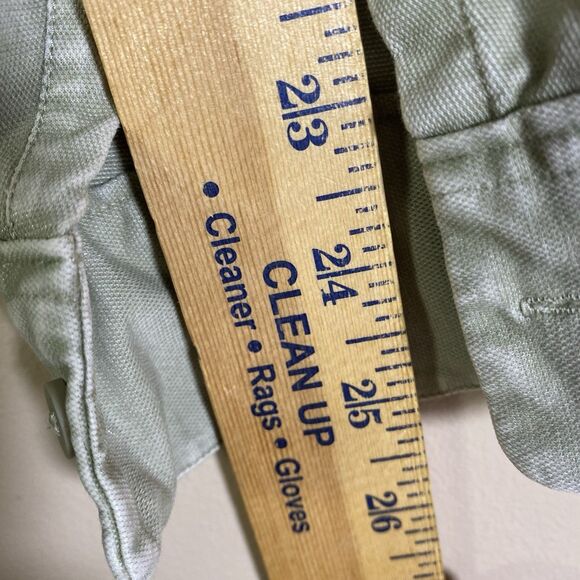 23
24
25
26
CLEAN UP
• Cleaner • Rags • Gloves